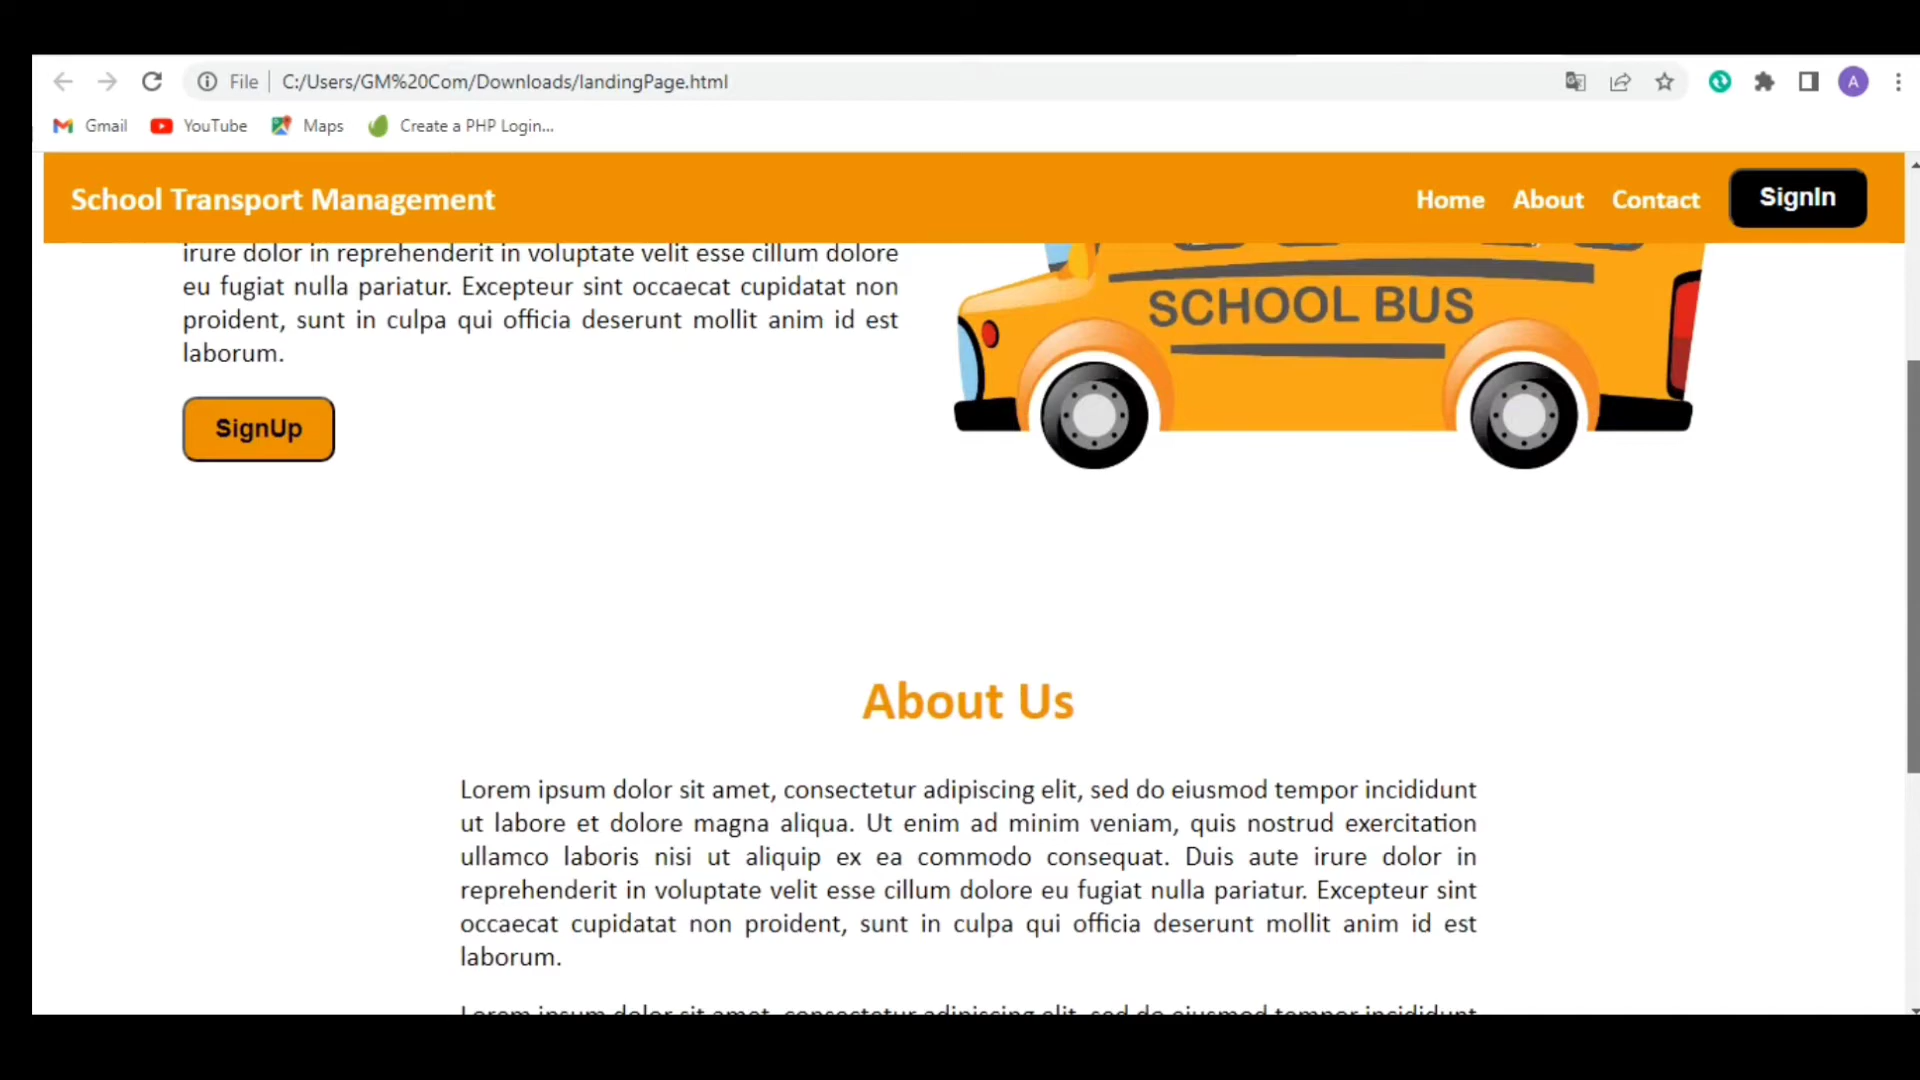 File C:/Users/GM%20Com/Downloads/landingPage.html
A
Gmail YouTube Maps Create a PHP Login...
School Transport Management Home About Contact SignIn
irure dolor in reprehenderit in voluptate velit esse cillum dolore
eu fugiat nulla pariatur. Excepteur sint occaecat cupidatat non
proident, sunt in culpa qui officia deserunt mollit anim id est
laborum.
SignUp
SCHOOL BUS
About Us
Lorem ipsum dolor sit amet, consectetur adipiscing elit, sed do eiusmod tempor incididunt
ut labore et dolore magna aliqua. Ut enim ad minim veniam, quis nostrud exercitation
ullamco laboris nisi ut aliquip ex ea commodo consequat. Duis aute irure dolor in
reprehenderit in voluptate velit esse cillum dolore eu fugiat nulla pariatur. Excepteur sint
occaecat cupidatat non proident, sunt in culpa qui officia deserunt mollit anim id est
laborum.
Lorem ipsum dolor sit amet, consectetur adipiscing elit, sed do eiusmod tempor incididunt